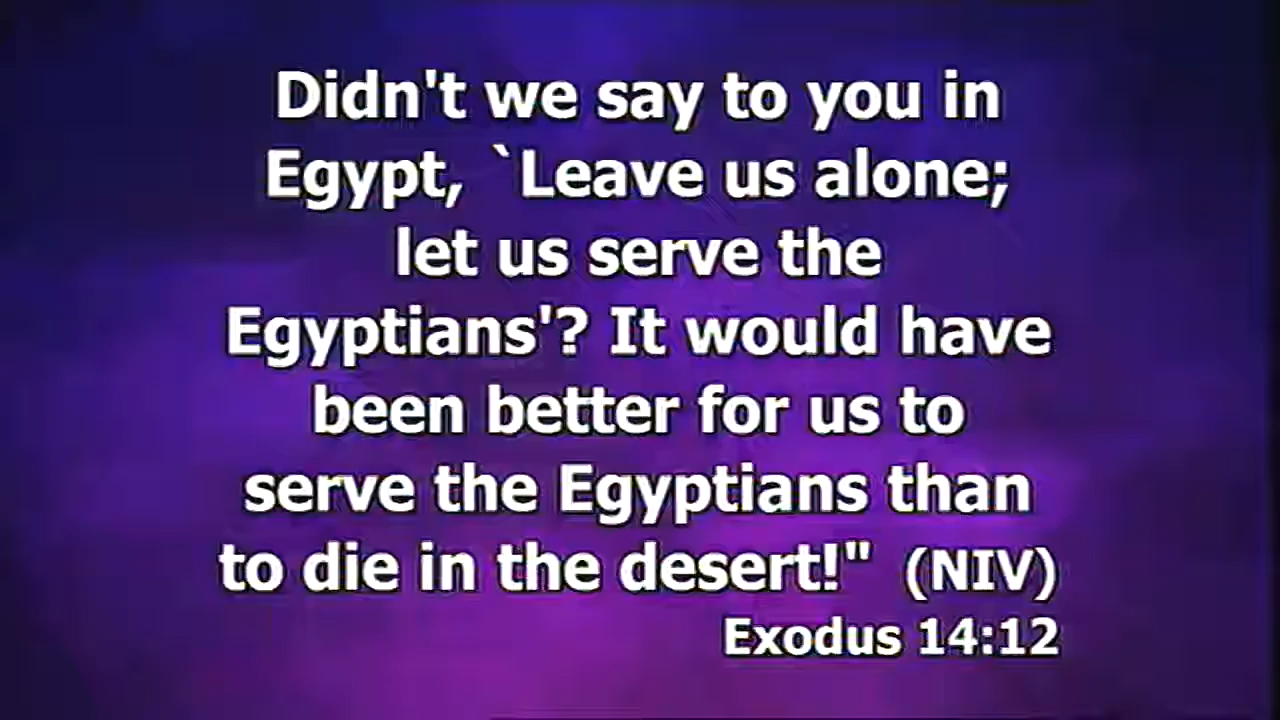 Didn't we say to you in
Egypt, `Leave us alone;
let us serve the
Egyptians'? It would have
been better for us to
serve the Egyptians than
to die in the desert!" (NIV)
Exodus 14:12